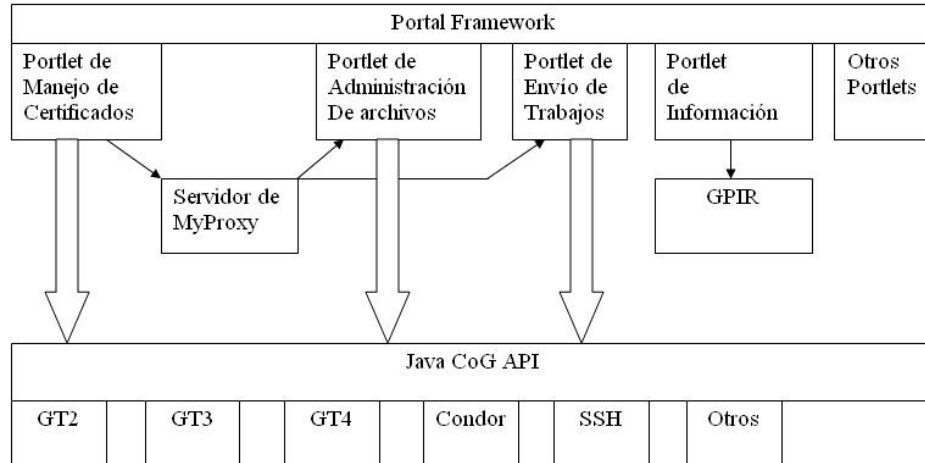 Portal Framework
Portlet de
Manejo de
Certificados
Portlet de
Administración
De archivos
Portlet de
Envío de
Trabajos
Portlet
de
Información
Otros
Portlets
Servidor de
MyProxy
GPIR
Java CoG API
GT2
GT3
GT4
Condor
SSH
Otros